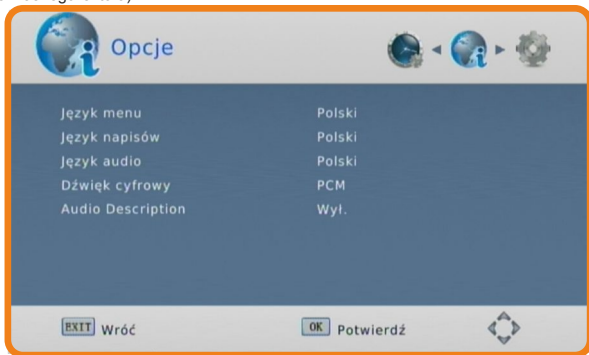 Opcje
Język menu Polski
Język napisów Polski
Język audio Polski
Dźwięk cyfrowy PCM
Audio Description Wył.
EXIT Wróć OK Potwierdź